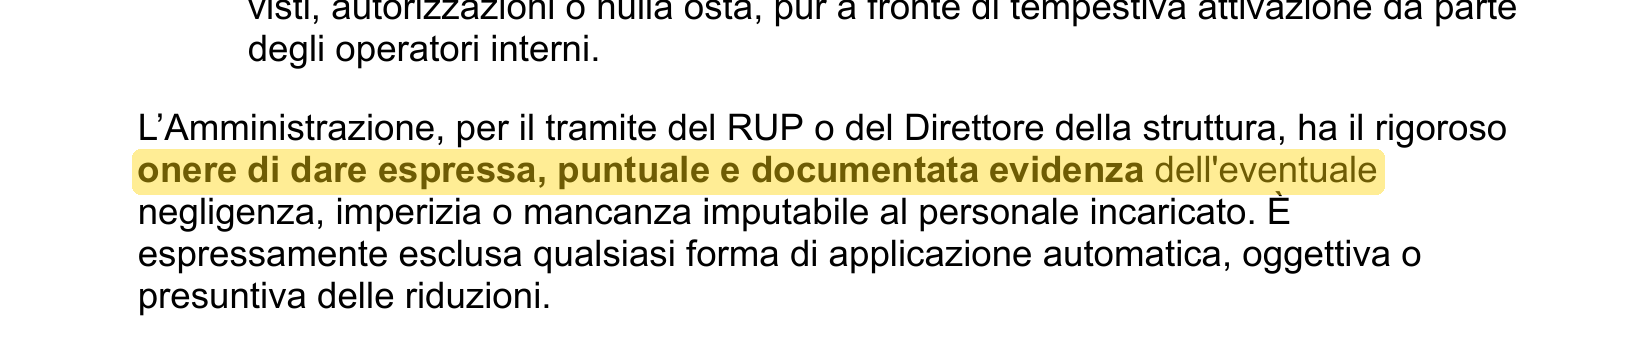 visti, autorizzazioni o nulla osta, pur a fronte di tempestiva attivazione da parte
degli operatori interni.
L’Amministrazione, per il tramite del RUP o del Direttore della struttura, ha il rigoroso
onere di dare espressa, puntuale e documentata evidenza dell'eventuale
negligenza, imperizia o mancanza imputabile al personale incaricato. È
espressamente esclusa qualsiasi forma di applicazione automatica, oggettiva o
presuntiva delle riduzioni.